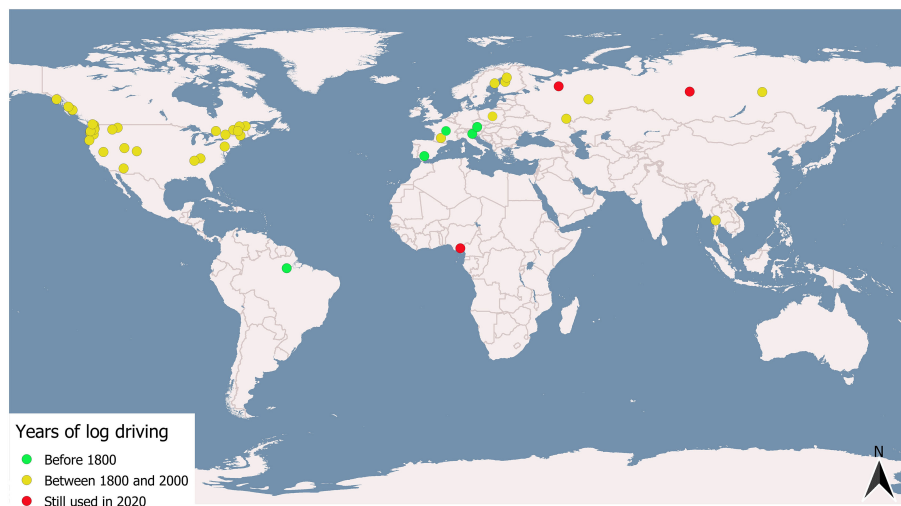 N
Years of log driving
Before 1800
Between 1800 and 2000
Still used in 2020